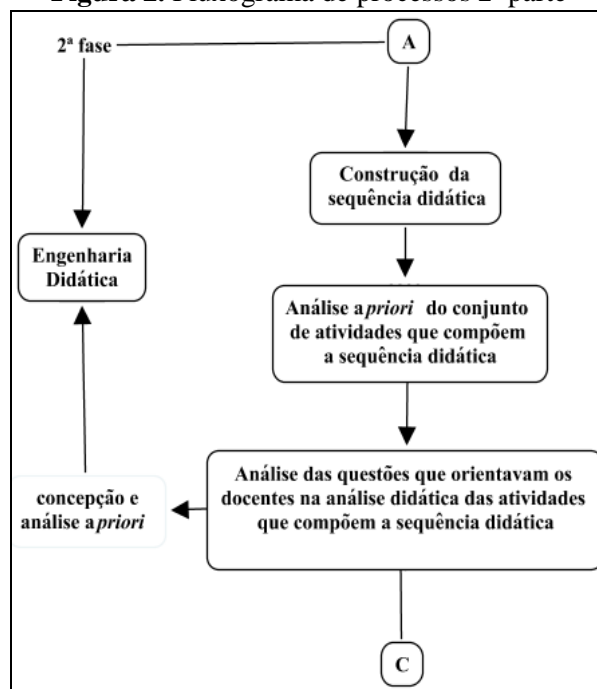 Figura 2. Fluxograma de processos 2ª parte
2ª fase
A
Construção da
sequência didática
Engenharia
Didática
Análise a priori do conjunto
de atividades que compõem
a sequência didática
Análise das questões que orientavam os
docentes na análise didática das atividades
que compõem a sequência didática
concepção e
análise a priori
C